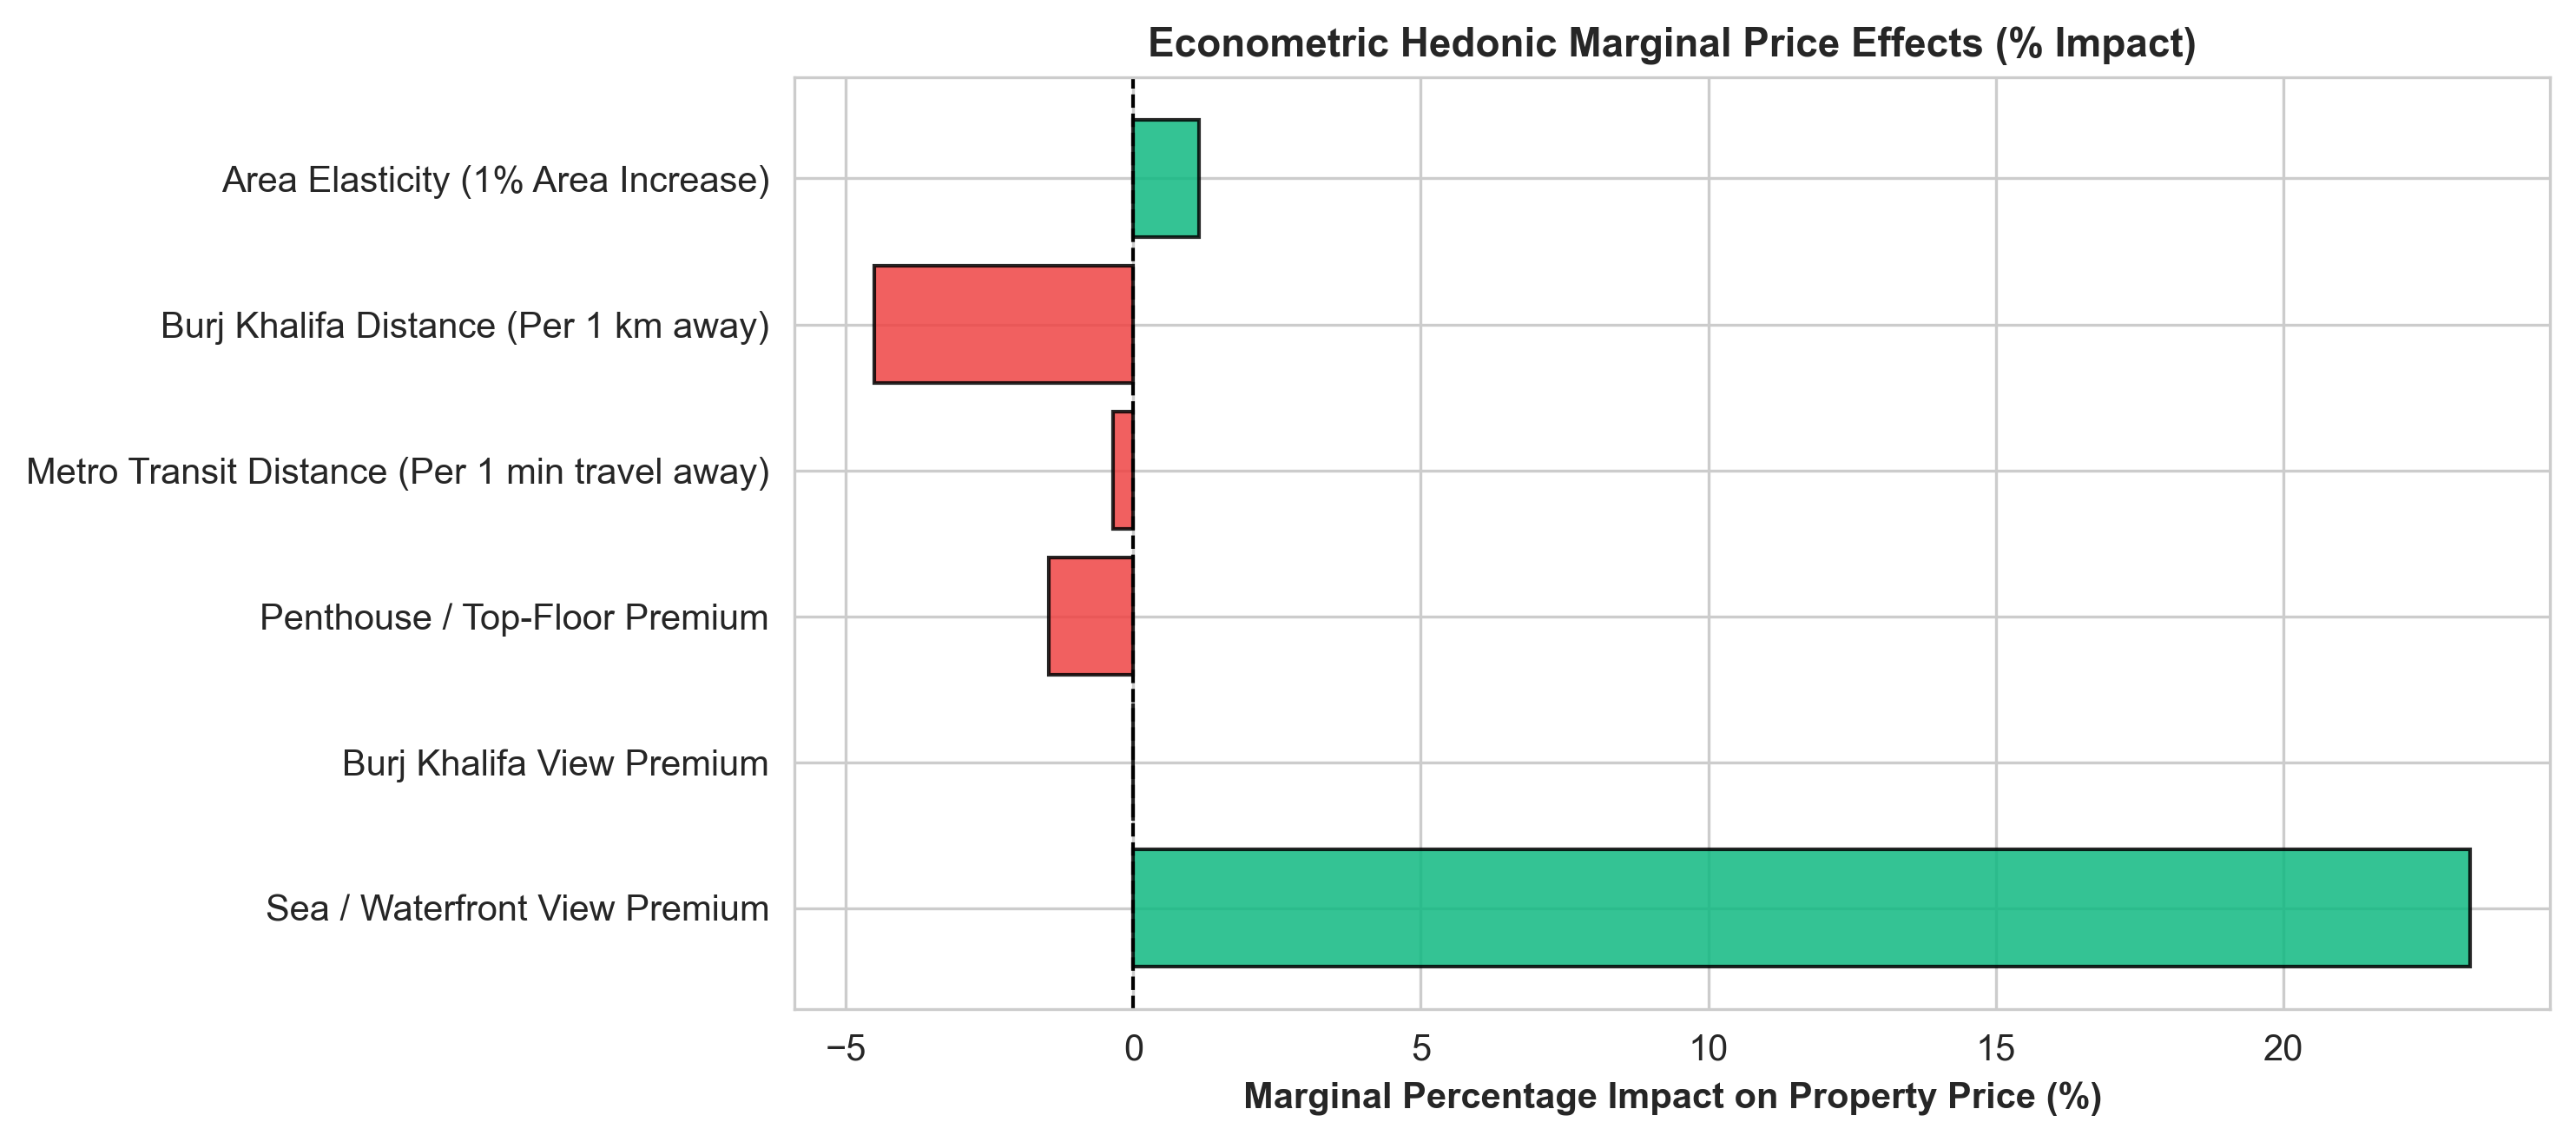 Econometric Hedonic Marginal Price Effects (% Impact)
Area Elasticity (1% Area Increase)
Burj Khalifa Distance (Per 1 km away)
Metro Transit Distance (Per 1 min travel away)
Penthouse / Top-Floor Premium
Burj Khalifa View Premium
Sea / Waterfront View Premium
−5 0 5 10 15 20
Marginal Percentage Impact on Property Price (%)